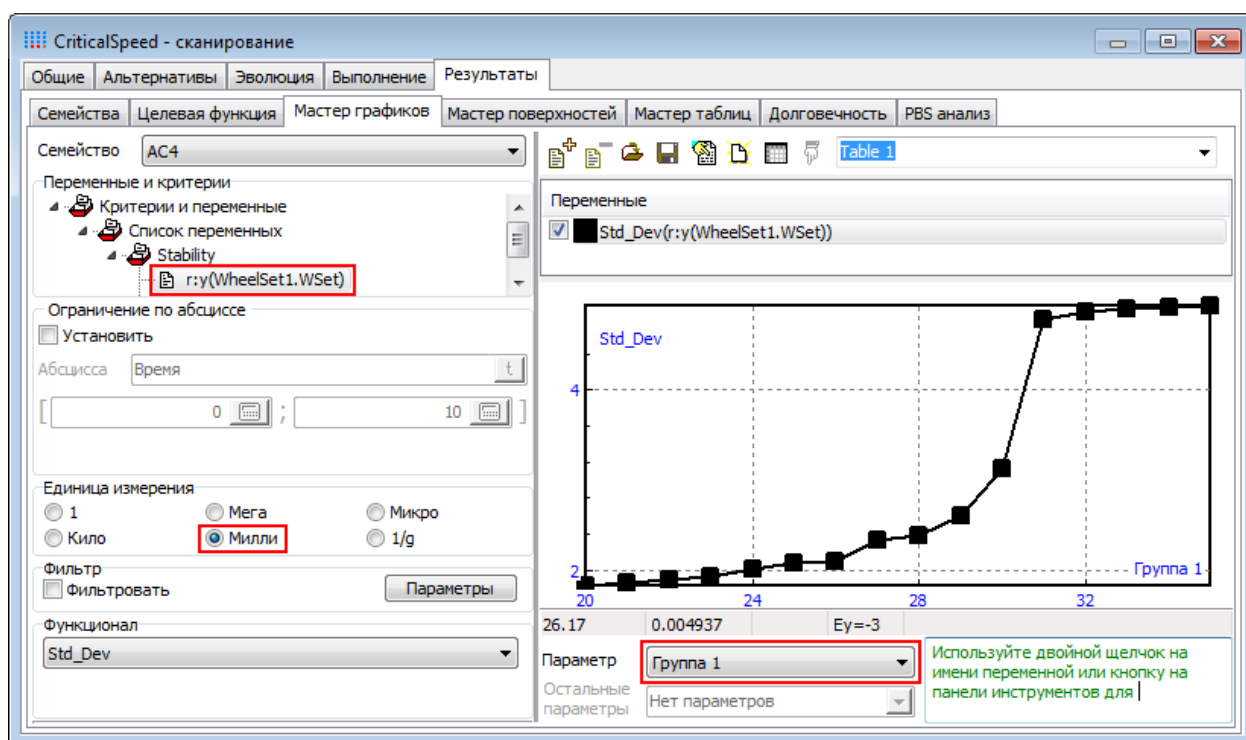 CriticalSpeed - сканирование
Общие Альтернативы Эволюция Выполнение Результаты
Семейства Целевая функция Мастер графиков Мастер поверхностей Мастер таблиц Долговечность PBS анализ
Семейство AC4
Переменные и критерии
Критерии и переменные
Список переменных
Stability
r:y(WheelSet1.WSet)
Ограничение по абсциссе
Установить
Абсцисса Время t
[ 0 ; 10 ]
Единица измерения
1 Мега Микро
Кило Милли 1/g
Фильтр
Фильтровать Параметры
Функционал
Std_Dev
Table 1
Переменные
Std_Dev(r:y(WheelSet1.WSet))
Std_Dev
4
2 Группа 1
20 24 28 32
26.17 0.004937 Ey=-3
Параметр Группа 1
Остальные
параметры Нет параметров
Используйте двойной щелчок на
имени переменной или кнопку на
панели инструментов для